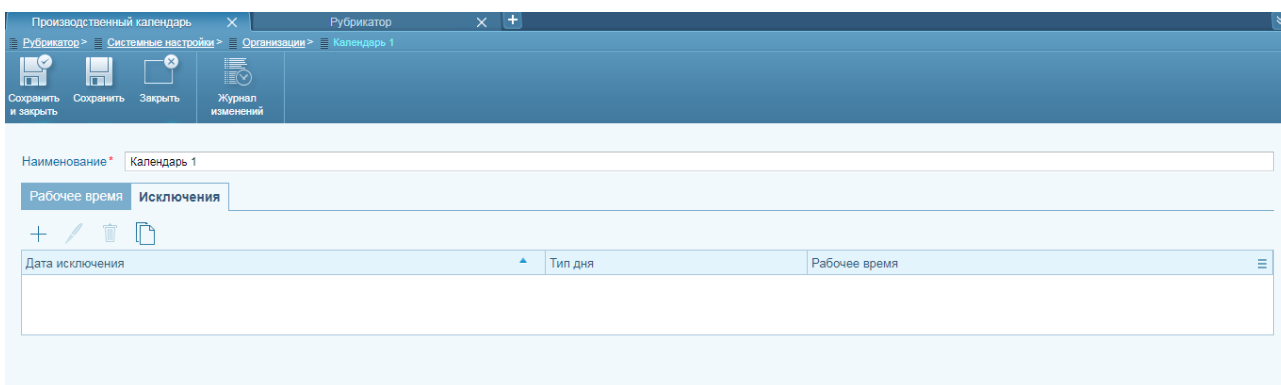 Производственный календарь Рубрикатор
Рубрикатор> Системные настройки> Организации> Календарь 1
Сохранить и закрыть
Сохранить
Закрыть
Журнал изменений
Наименование* Календарь 1
Рабочее время Исключения
Дата исключения Тип дня Рабочее время